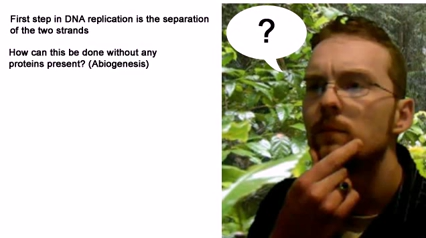 First step in DNA replication is the separation
of the two strands
How can this be done without any
proteins present? (Abiogenesis)
?